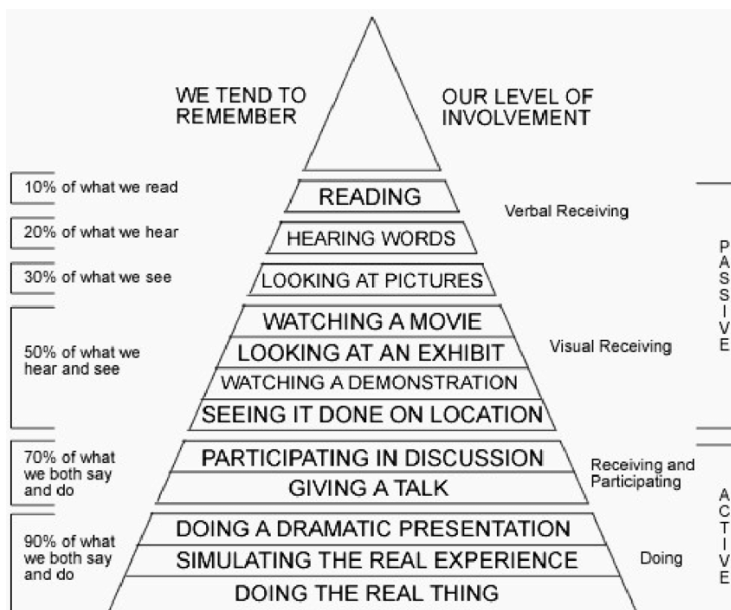 WE TEND TO
REMEMBER
OUR LEVEL OF
INVOLVEMENT
10% of what we read
READING
Verbal Receiving
20% of what we hear
HEARING WORDS
30% of what we see
LOOKING AT PICTURES
PASSIVE
50% of what we
hear and see
WATCHING A MOVIE
LOOKING AT AN EXHIBIT
WATCHING A DEMONSTRATION
SEEING IT DONE ON LOCATION
Visual Receiving
70% of what
we both say
and do
PARTICIPATING IN DISCUSSION
GIVING A TALK
Receiving and
Participating
ACTIVE
90% of what
we both say
and do
DOING A DRAMATIC PRESENTATION
SIMULATING THE REAL EXPERIENCE
DOING THE REAL THING
Doing